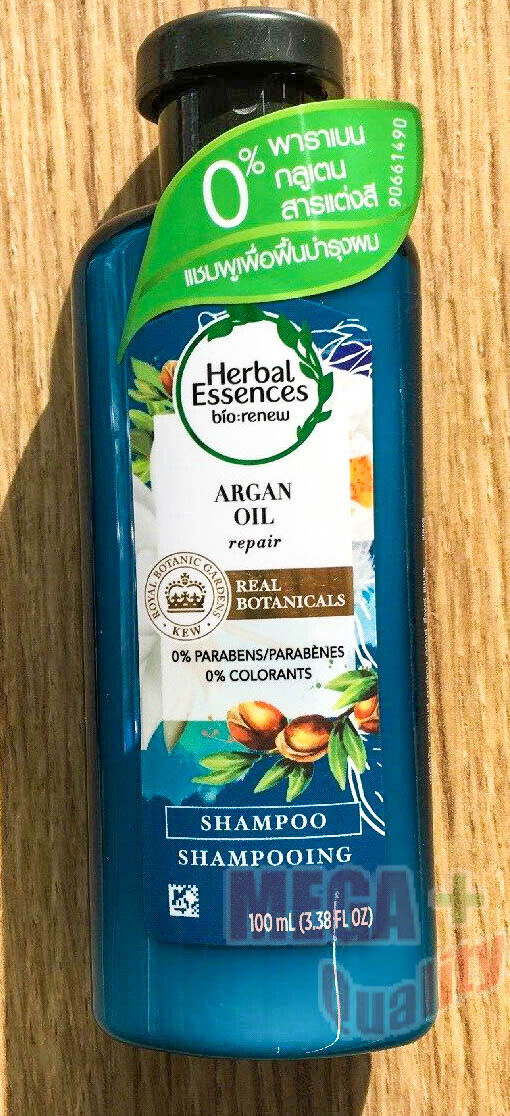 0%
พาราเบน
กลูเตน
สารแต่งสี
90661490
แชมพูเพื่อฟื้นบำรุงผม
Herbal
Essences
bio:renew
ARGAN
OIL
repair
ROYAL BOTANIC GARDENS
KEW
REAL
BOTANICALS
0% PARABENS/PARABÈNES
0% COLORANTS
SHAMPOO
SHAMPOOING
100 mL (3.38 FL OZ)
MEGA+
Quality